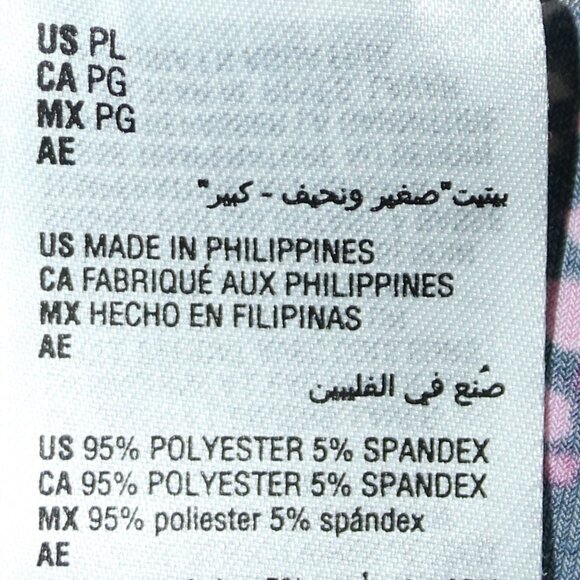 US PL
CA PG
MX PG
AE
بيتيت"صغير ونحيف - كبير"
US MADE IN PHILIPPINES
CA FABRIQUÉ AUX PHILIPPINES
MX HECHO EN FILIPINAS
AE
صُنع في الفلبين
US 95% POLYESTER 5% SPANDEX
CA 95% POLYESTER 5% SPANDEX
MX 95% poliester 5% spándex
AE